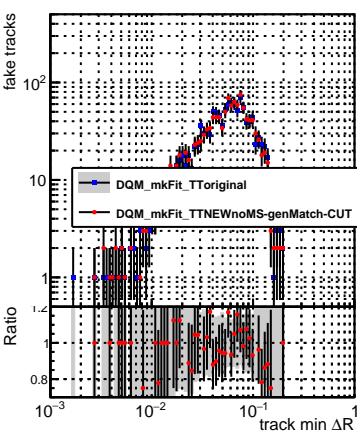 fake tracks
10²
10
1
DQM_mkFit_TToriginal
DQM_mkFit_TTNEWnoMS-genMatch-CUT
Ratio
1.2
1
0.8
10⁻³
10⁻²
10⁻¹
1
track min ΔR